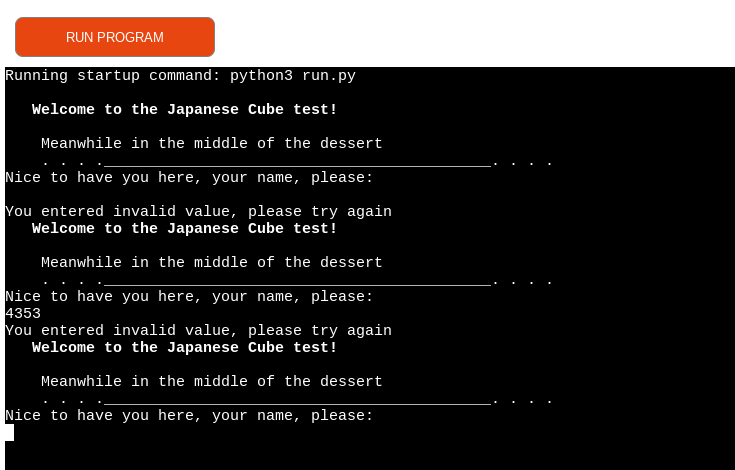 RUN PROGRAM
Running startup command: python3 run.py
Welcome to the Japanese Cube test!
Meanwhile in the middle of the dessert
. . . .___________________________________________. . . .
Nice to have you here, your name, please:
You entered invalid value, please try again
Welcome to the Japanese Cube test!
Meanwhile in the middle of the dessert
. . . .___________________________________________. . . .
Nice to have you here, your name, please:
4353
You entered invalid value, please try again
Welcome to the Japanese Cube test!
Meanwhile in the middle of the dessert
. . . .___________________________________________. . . .
Nice to have you here, your name, please: